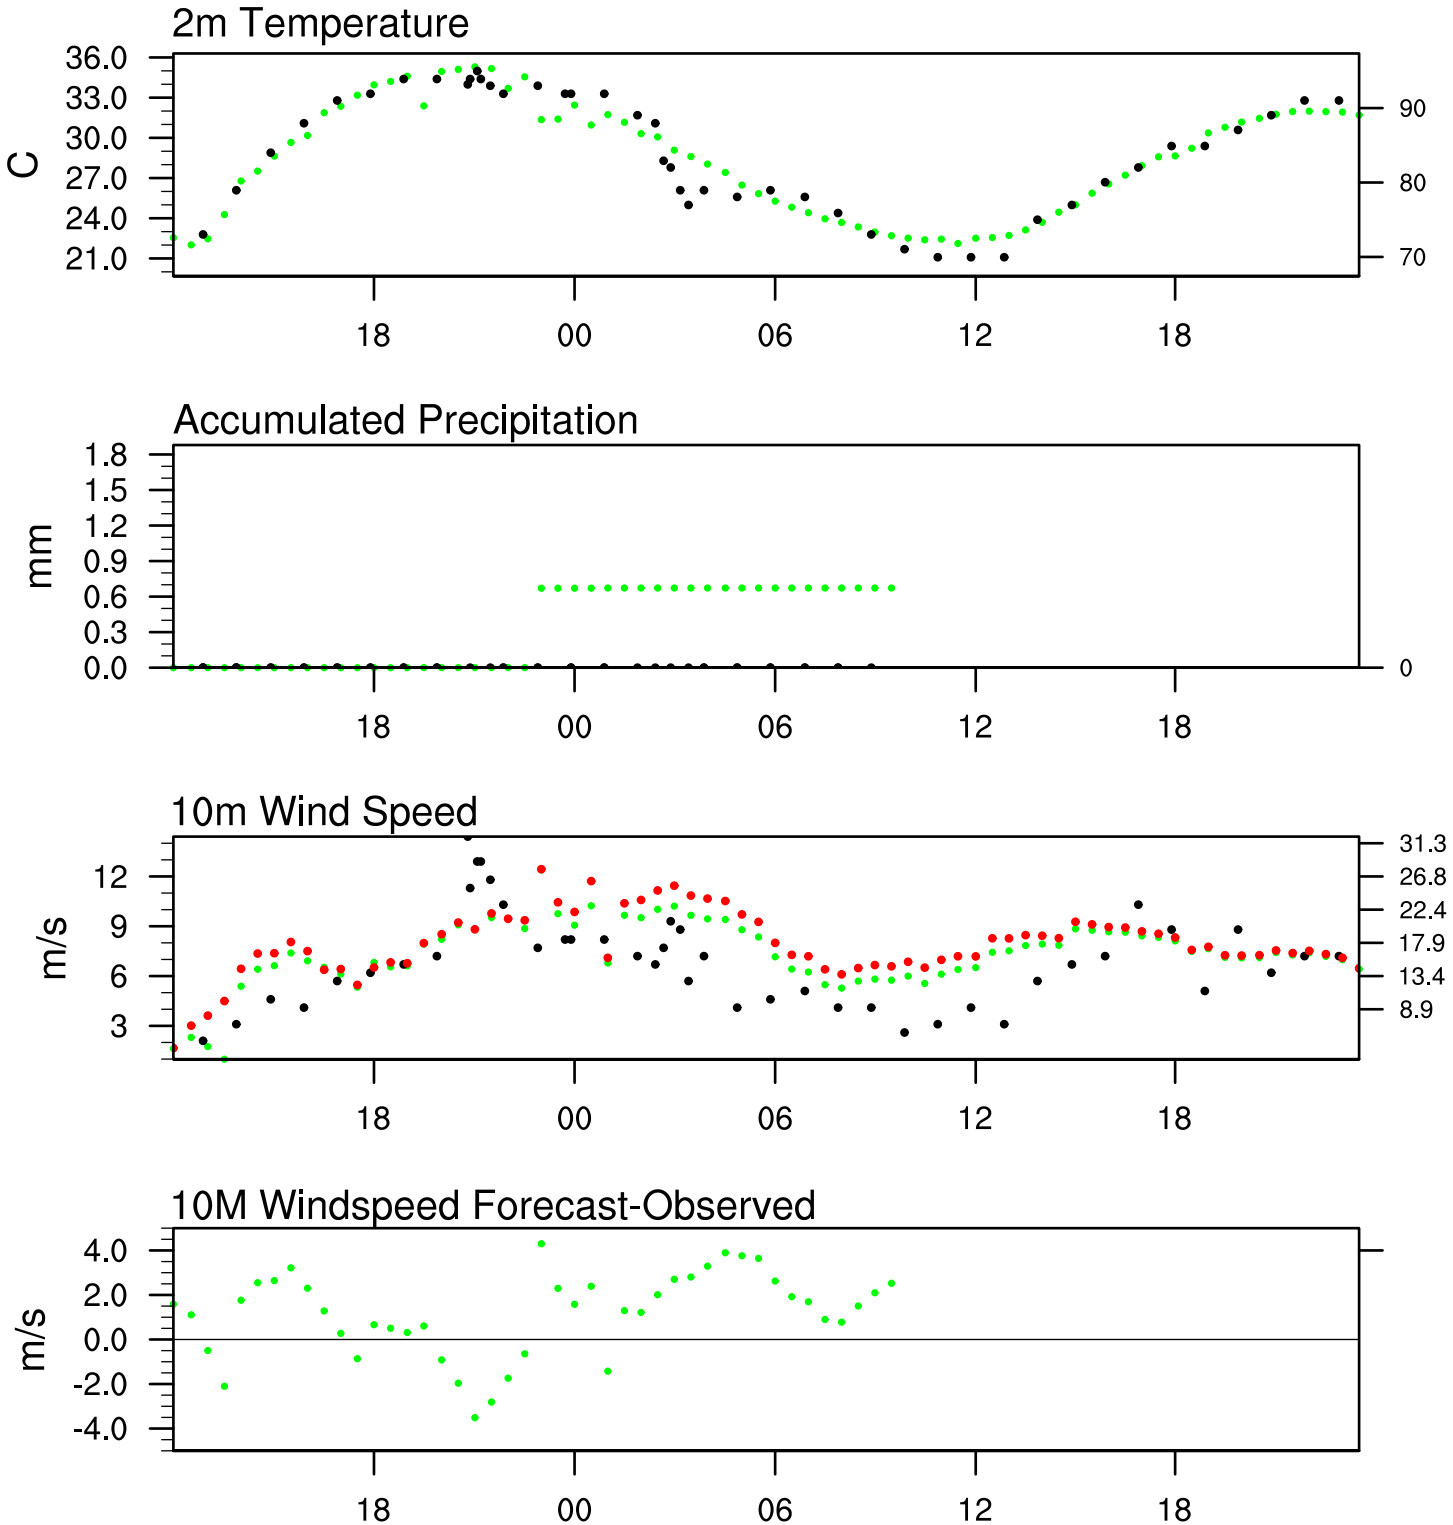 2m Temperature
36.0
33.0
90
30.0
C
27.0
80
24.0
21.0
70
18 00 06 12 18
Accumulated Precipitation
1.8
1.5
1.2
mm
0.9
0.6
0.3
0.0
0
18 00 06 12 18
10m Wind Speed
31.3
12
26.8
22.4
9
m/s
17.9
6
13.4
8.9
3
18 00 06 12 18
10M Windspeed Forecast-Observed
4.0
2.0
m/s
0.0
-2.0
-4.0
18 00 06 12 18